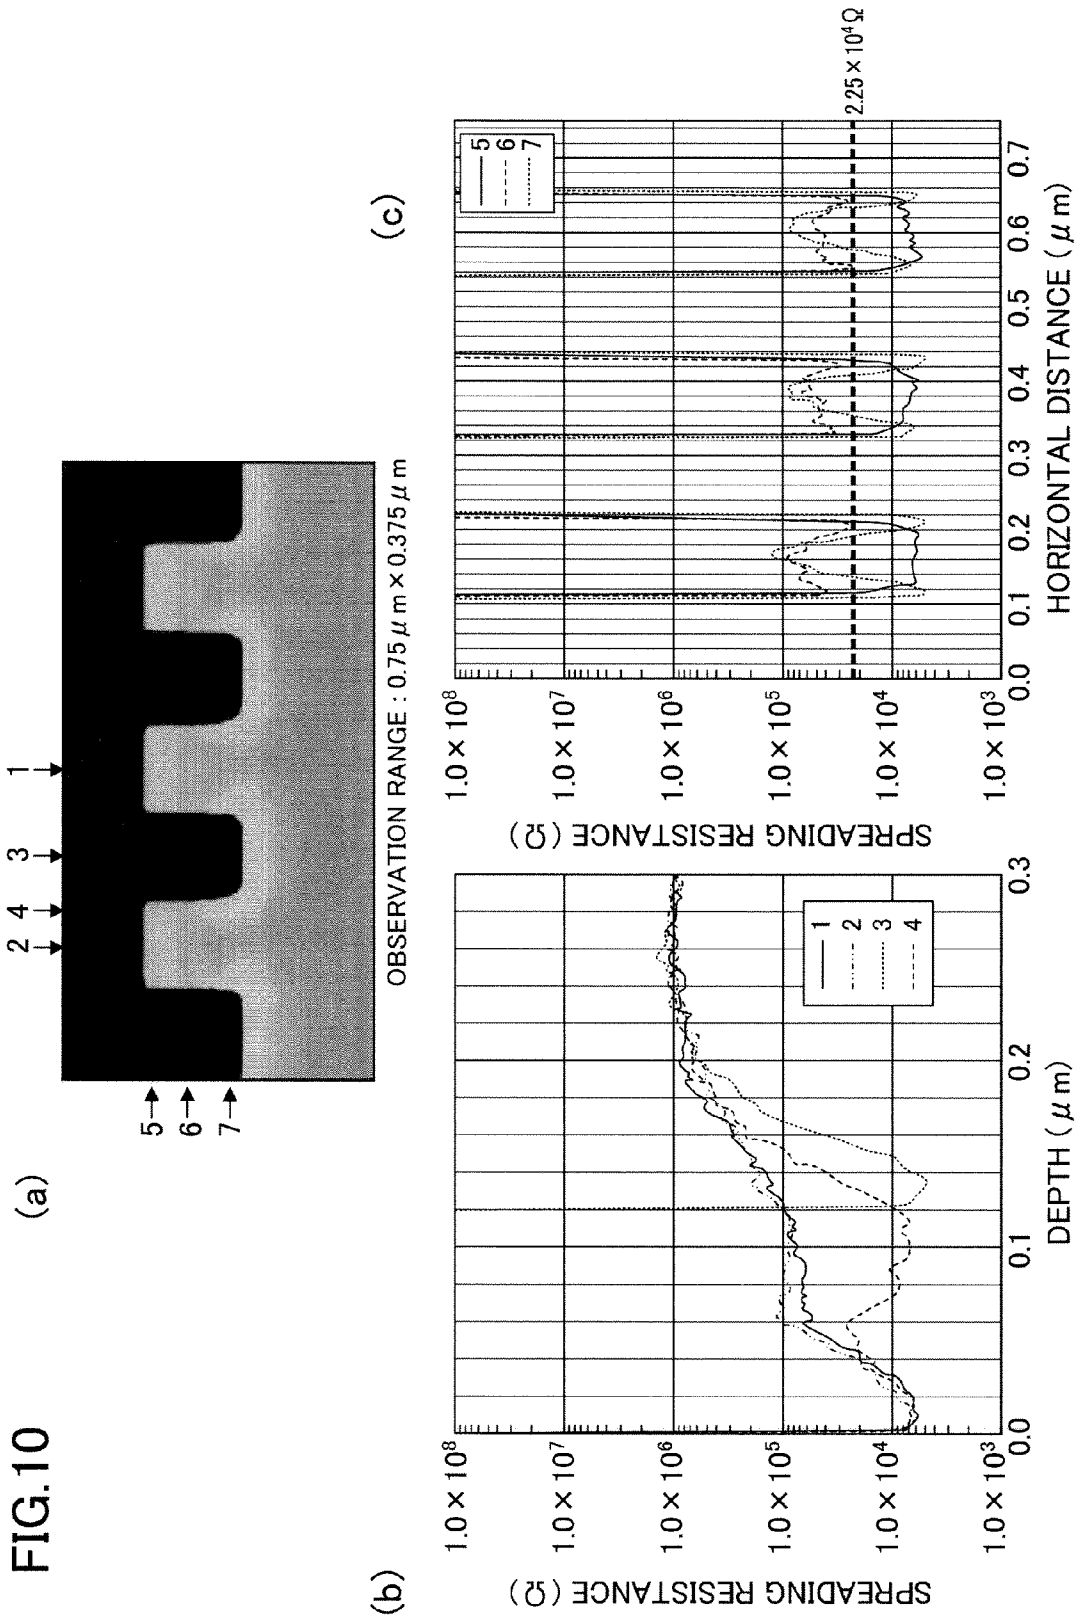 FIG.10
(a)
2 4 3 1
5
6
7
OBSERVATION RANGE : 0.75 μm × 0.375 μm
(b)
SPREADING RESISTANCE (Ω)
1.0×10⁸
1.0×10⁷
1.0×10⁶
1.0×10⁵
1.0×10⁴
1.0×10³
0.0 0.1 0.2 0.3
DEPTH (μm)
1
2
3
4
(c)
SPREADING RESISTANCE (Ω)
1.0×10⁸
1.0×10⁷
1.0×10⁶
1.0×10⁵
1.0×10⁴
1.0×10³
0.0 0.1 0.2 0.3 0.4 0.5 0.6 0.7
HORIZONTAL DISTANCE (μm)
5
6
7
2.25×10⁴Ω